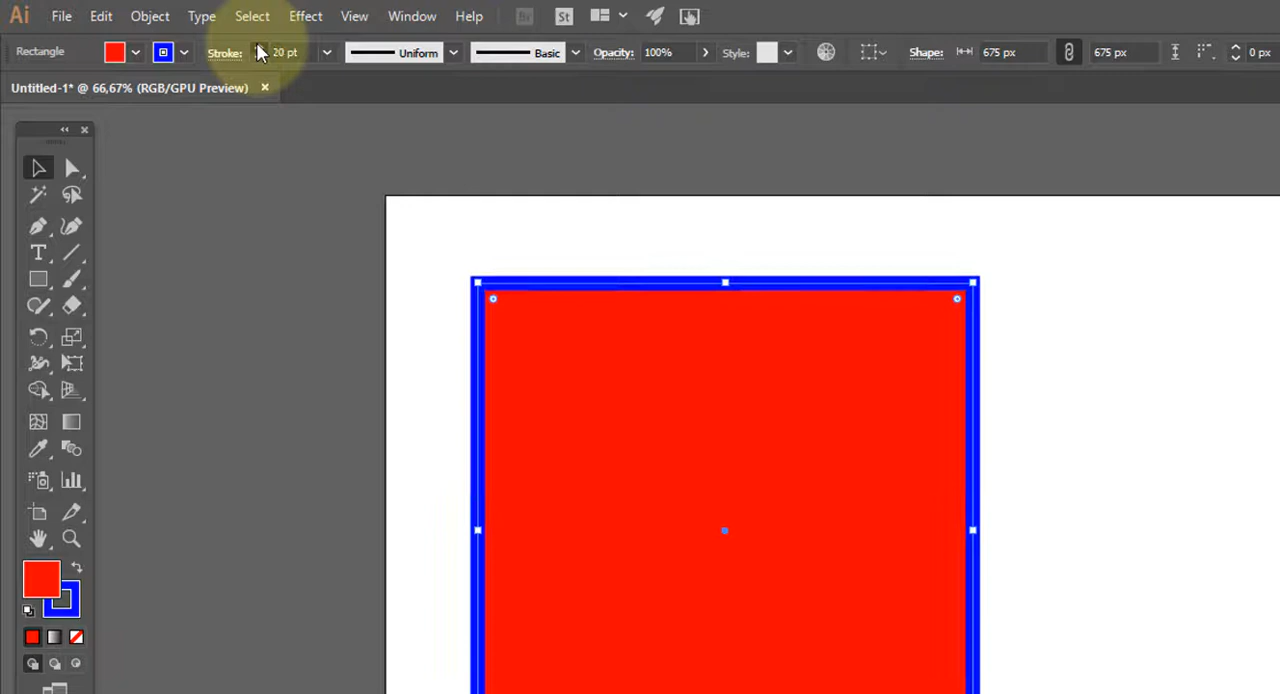 Ai File Edit Object Type Select Effect View Window Help Br St
Rectangle Stroke: 20 pt Uniform Basic Opacity: 100% Style: Shape: 675 px 675 px 0 px
Untitled-1* @ 66,67% (RGB/GPU Preview) ×
T